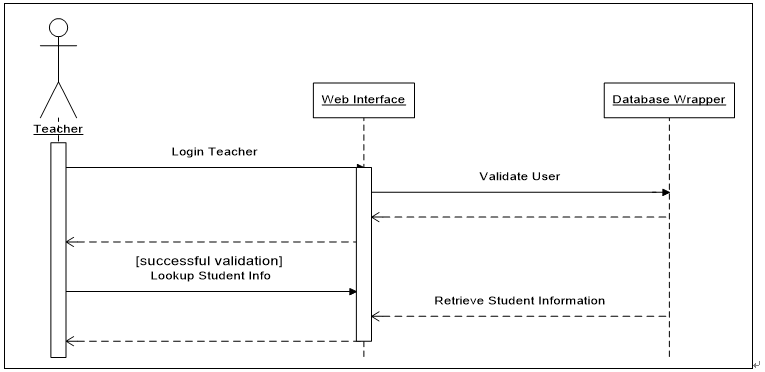 Web Interface
Database Wrapper
Teacher
Login Teacher
Validate User
[successful validation]
Lookup Student Info
Retrieve Student Information